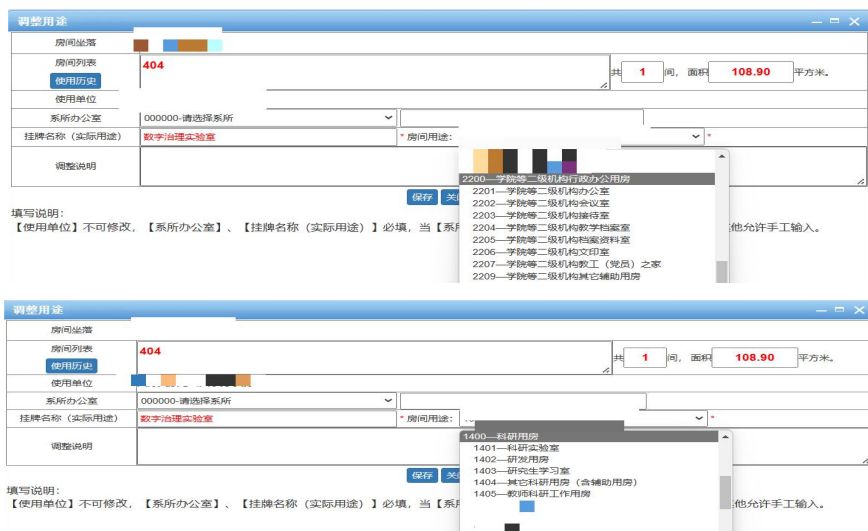 调整用途
房间坐落
房间列表
404
使用历史
共 1 间，面积 108.90 平方米。
使用单位
系所办公室 000000-请选择系所
挂牌名称（实际用途） 数字治理实验室 * 房间用途： *
调整说明
2200—学院等二级机构行政办公用房
2201—学院等二级机构办公室
2202—学院等二级机构会议室
2203—学院等二级机构接待室
2204—学院等二级机构教学档案室
2205—学院等二级机构档案资料室
2206—学院等二级机构文印室
2207—学院等二级机构教工（党员）之家
2209—学院等二级机构其它辅助用房
保存 关
填写说明：
【使用单位】不可修改，【系所办公室】、【挂牌名称（实际用途）】必填，当【系 他允许手工输入。
调整用途
房间坐落
房间列表
404
使用历史
共 1 间，面积 108.90 平方米。
使用单位
系所办公室 000000-请选择系所
挂牌名称（实际用途） 数字治理实验室 * 房间用途： *
调整说明
1400—科研用房
1401—科研实验室
1402—研发用房
1403—研究生学习室
1404—其它科研用房（含辅助用房）
1405—教师科研工作用房
保存 关
填写说明：
【使用单位】不可修改，【系所办公室】、【挂牌名称（实际用途）】必填，当【系 他允许手工输入。